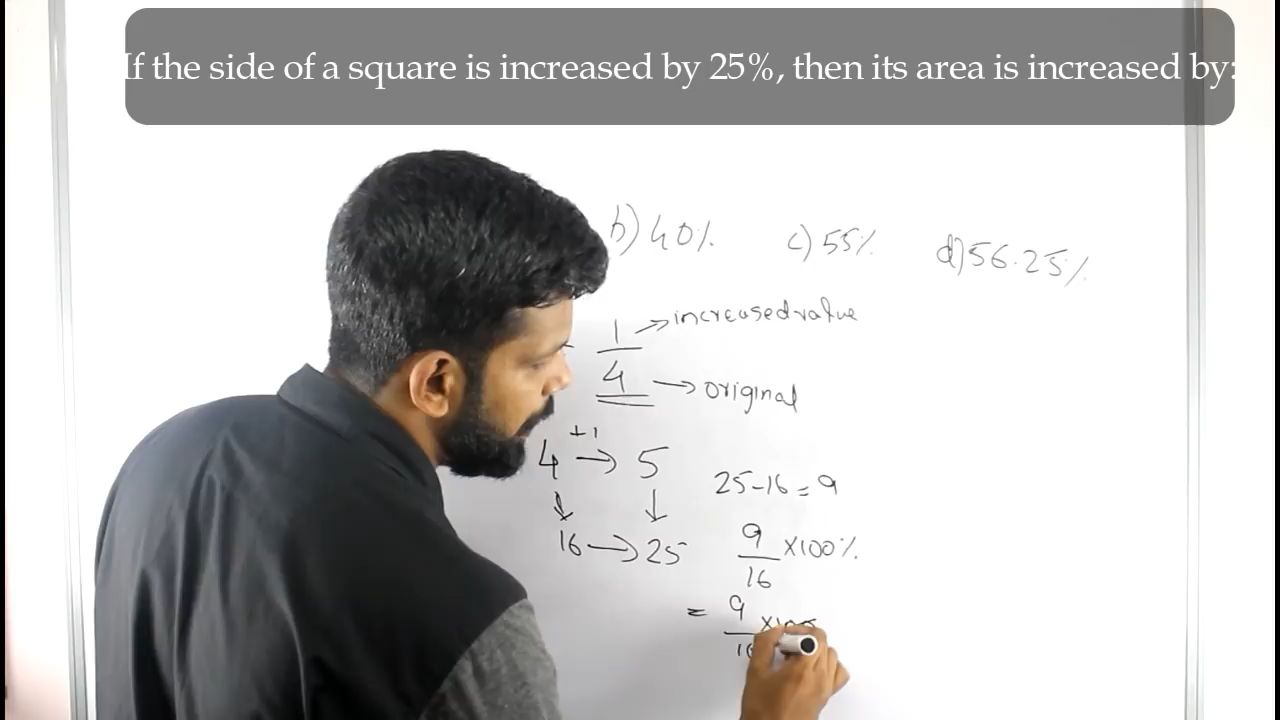 If the side of a square is increased by 25%, then its area is increased by:
b) 40% c) 55% d) 56.25%
1 → increased value
4 → original
+1
4 → 5
25-16 = 9
↓ ↓
16 → 25
9/16 ×100%
= 9